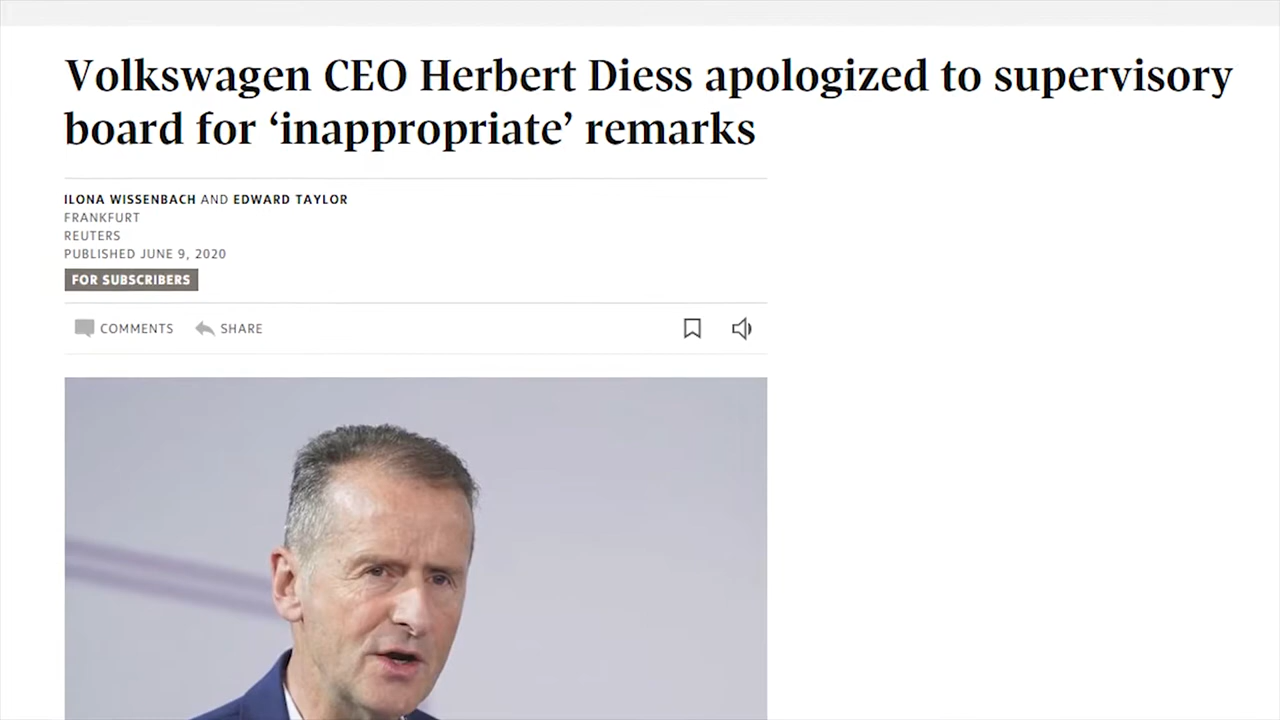 Volkswagen CEO Herbert Diess apologized to supervisory
board for ‘inappropriate’ remarks
ILONA WISSENBACH AND EDWARD TAYLOR
FRANKFURT
REUTERS
PUBLISHED JUNE 9, 2020
FOR SUBSCRIBERS
COMMENTS SHARE